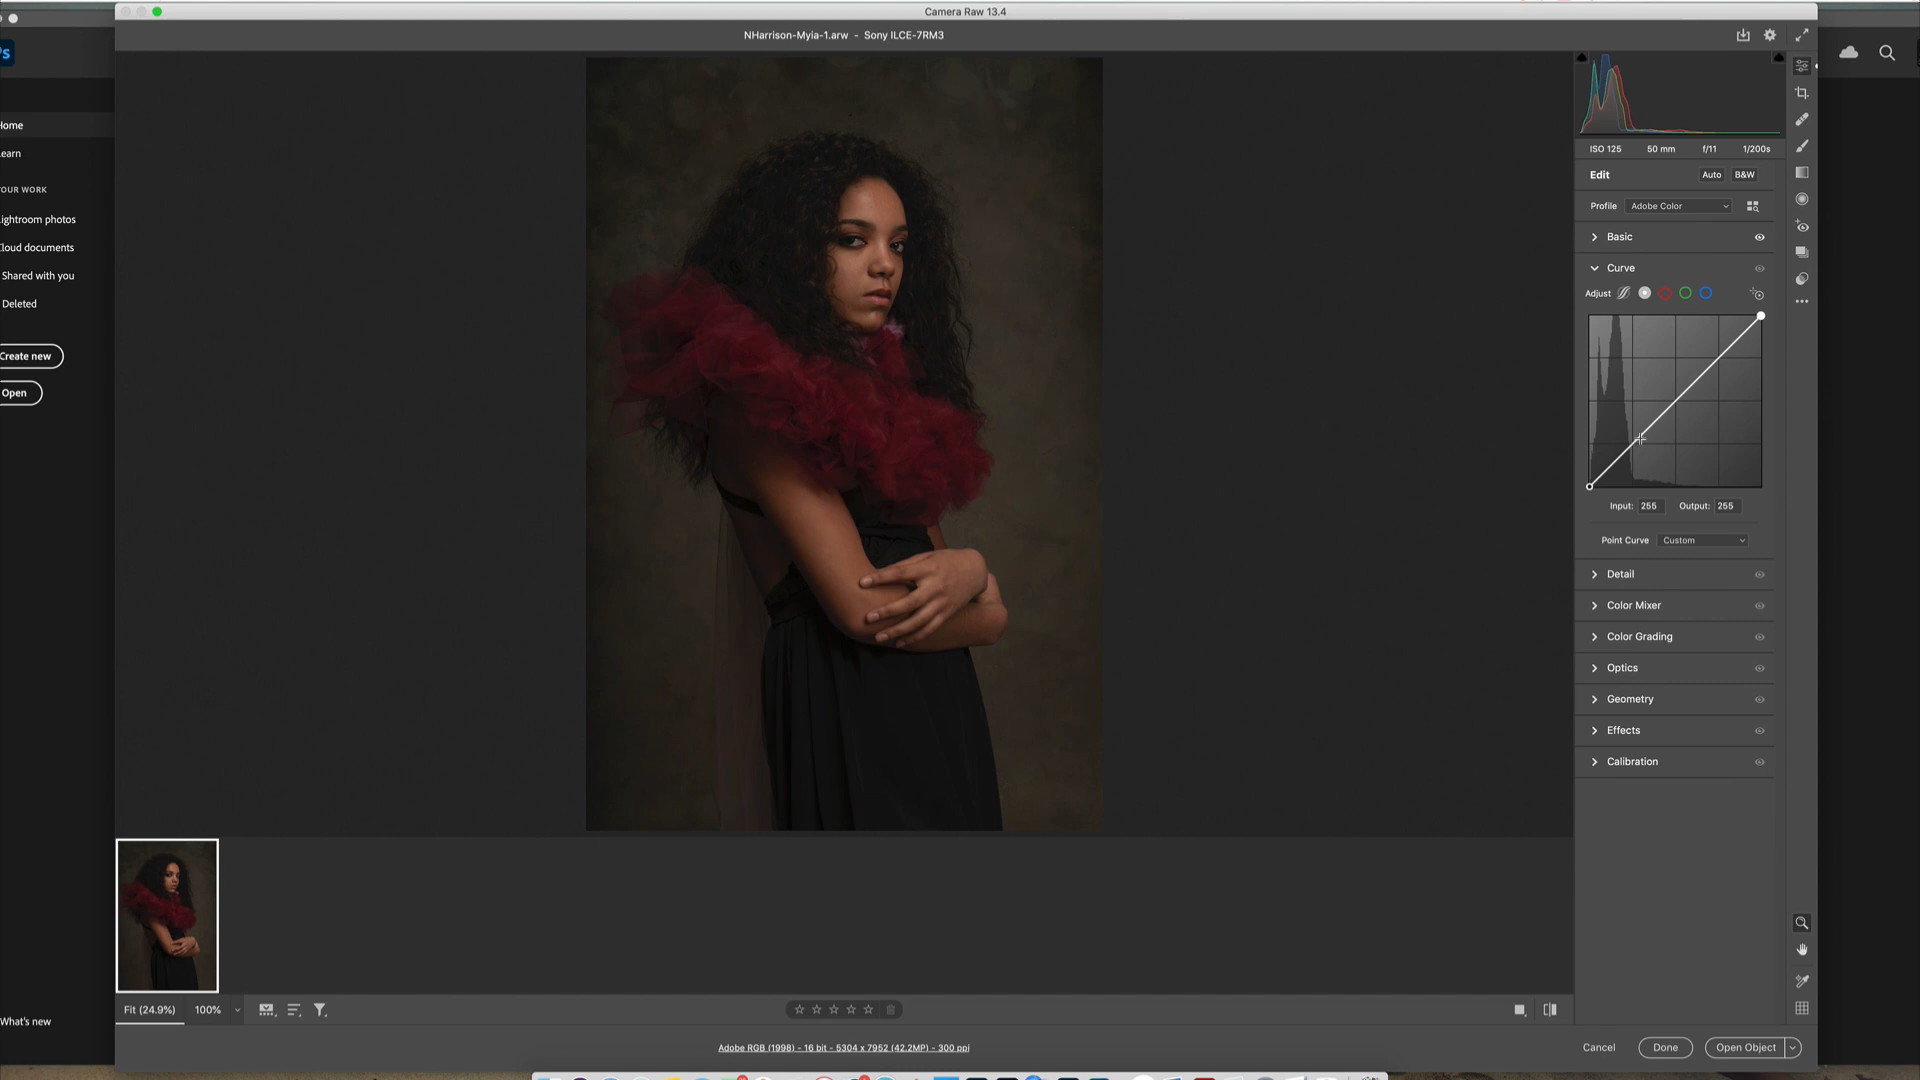 Camera Raw 13.4
NHarrison-Myia-1.arw - Sony ILCE-7RM3
Ps
Home
Learn
YOUR WORK
Lightroom photos
Cloud documents
Shared with you
Deleted
Create new
Open
What's new
ISO 125 50 mm f/11 1/200s
Edit Auto B&W
Profile Adobe Color
Basic
Curve
Adjust
Input: 255 Output: 255
Point Curve Custom
Detail
Color Mixer
Color Grading
Optics
Geometry
Effects
Calibration
Fit (24.9%) 100%
Adobe RGB (1998) - 16 bit - 5304 x 7952 (42.2MP) - 300 ppi
Cancel Done Open Object